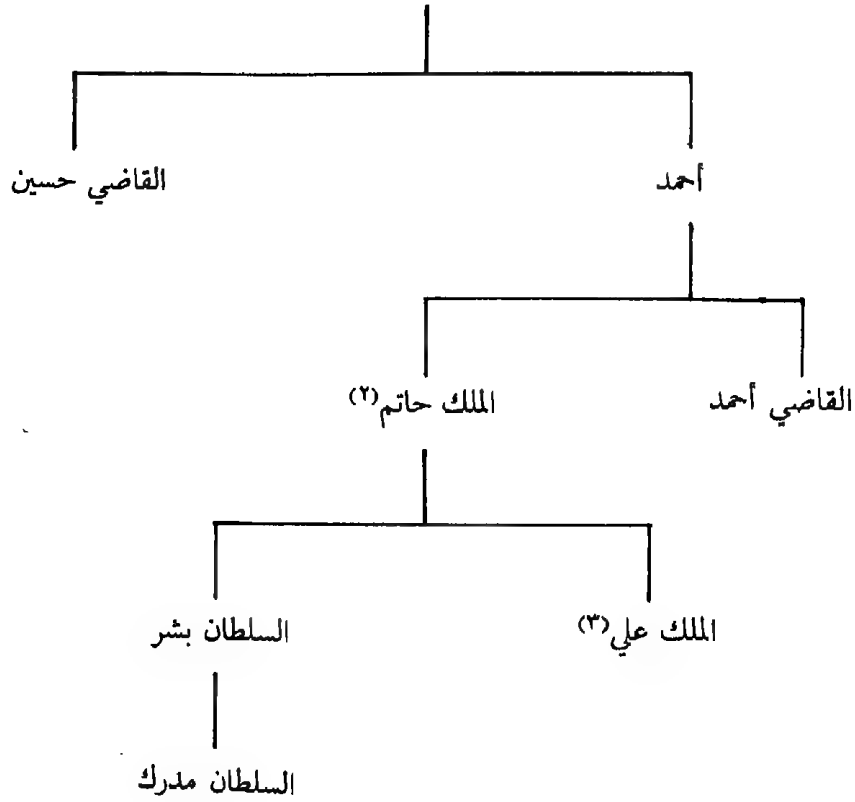 أحمد القاضي حسين
القاضي أحمد الملك حاتم (٢)
الملك علي (٣) السلطان بشر
السلطان مدرك